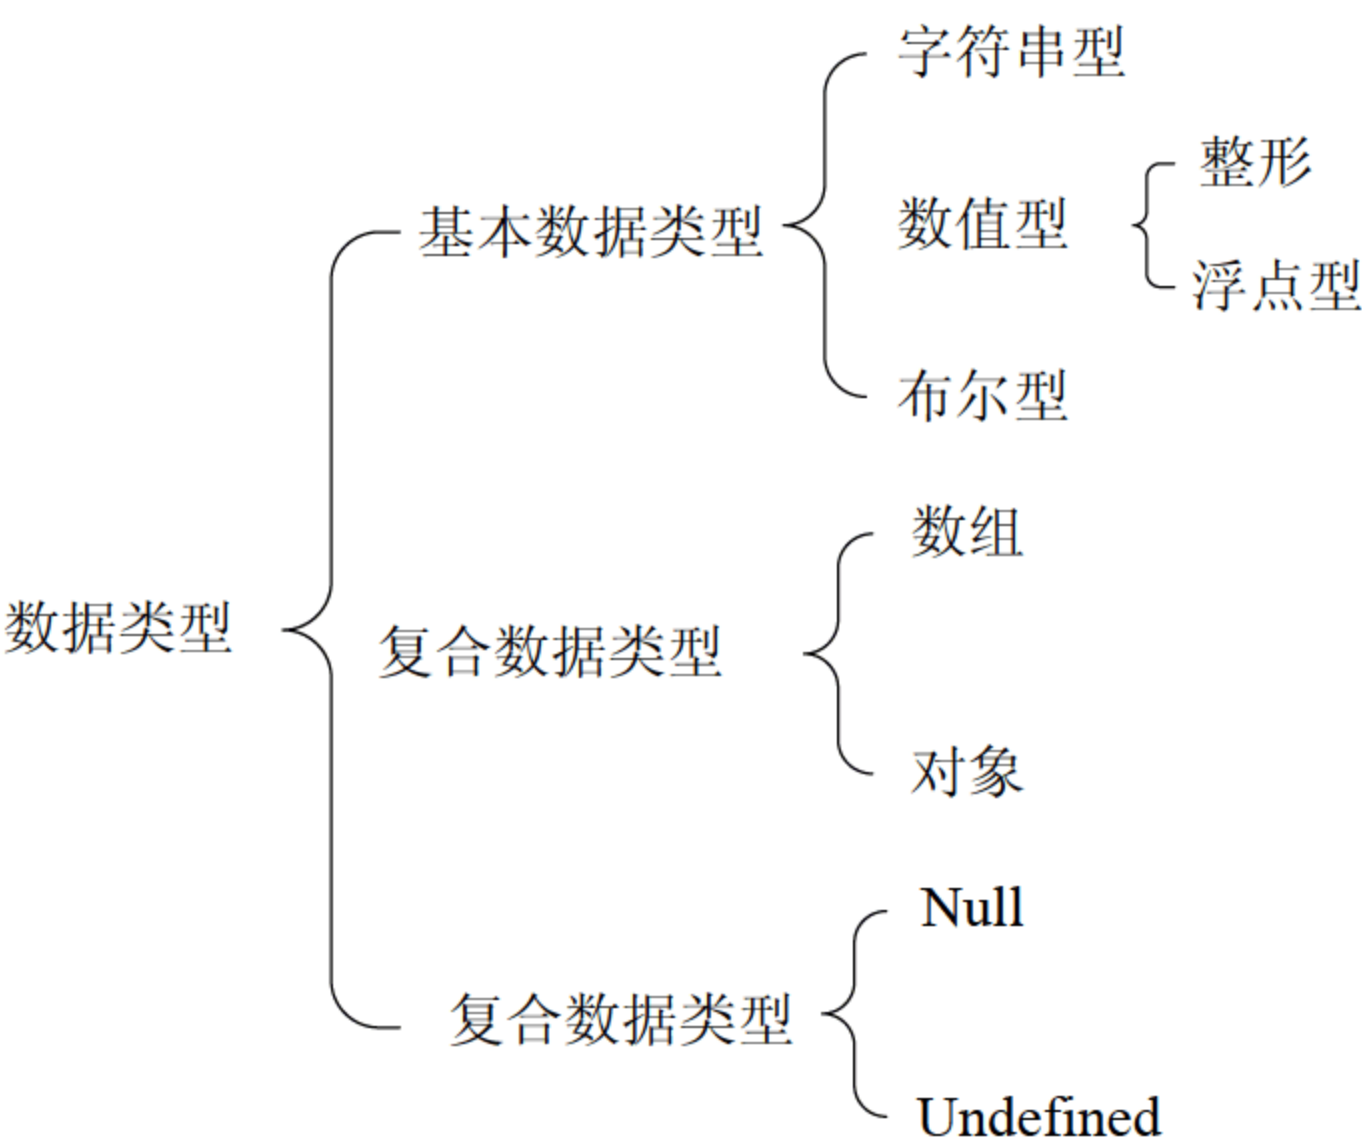 数据类型
基本数据类型
字符串型
数值型
整形
浮点型
布尔型
复合数据类型
数组
对象
复合数据类型
Null
Undefined